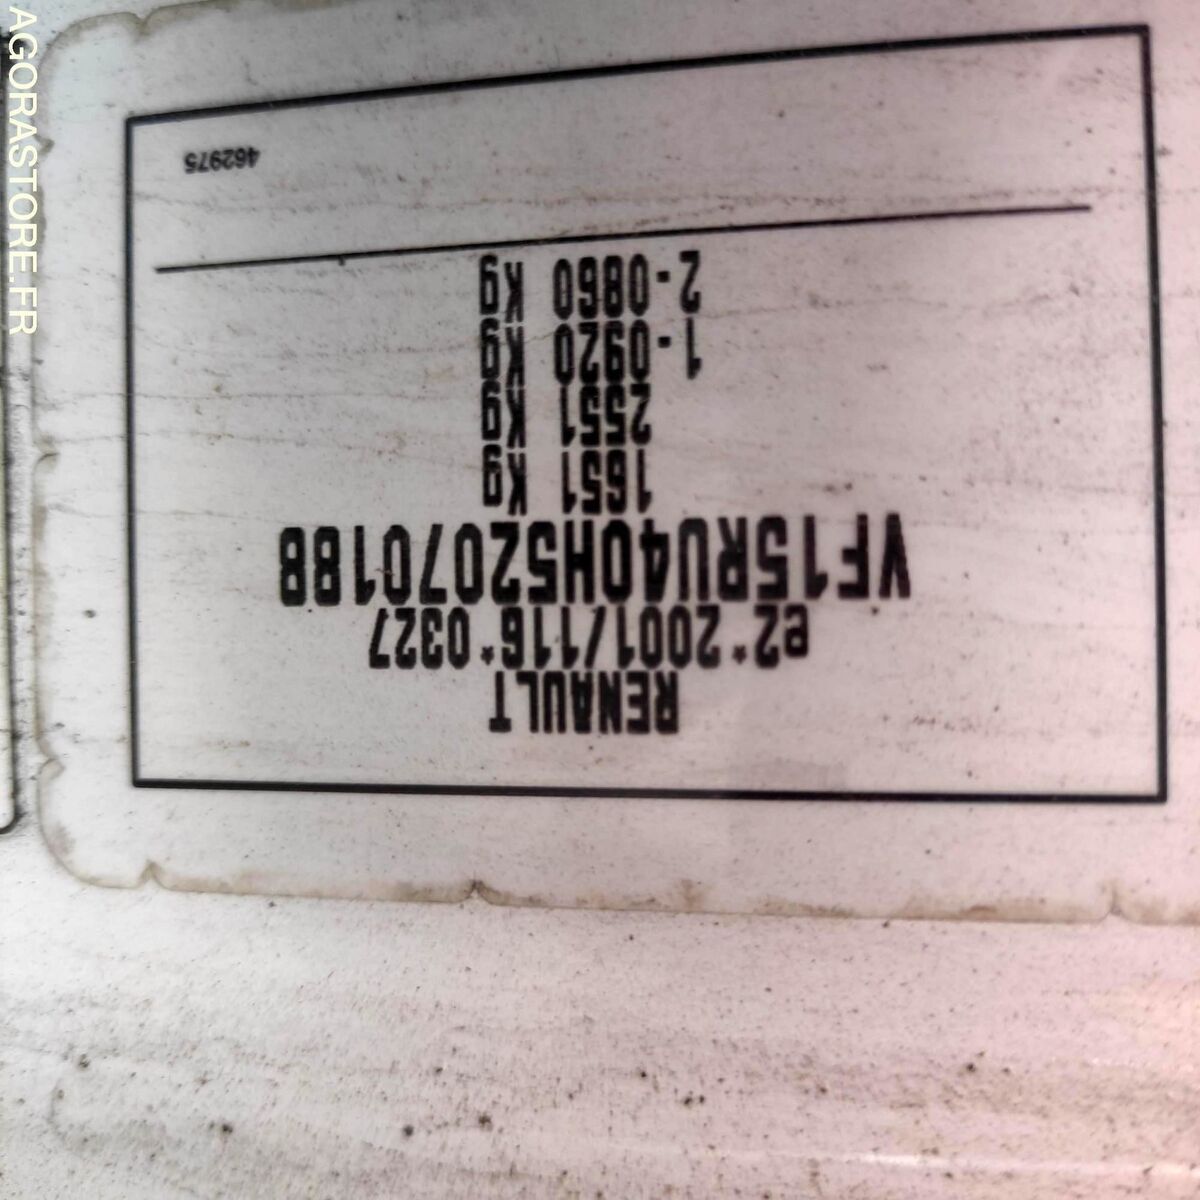 RENAULT
e2*2001/116*0327
VF15RU40H52070188
1651 Kg
2551 Kg
1-0920 Kg
2-0860 Kg
462975
AGORASTORE.FR